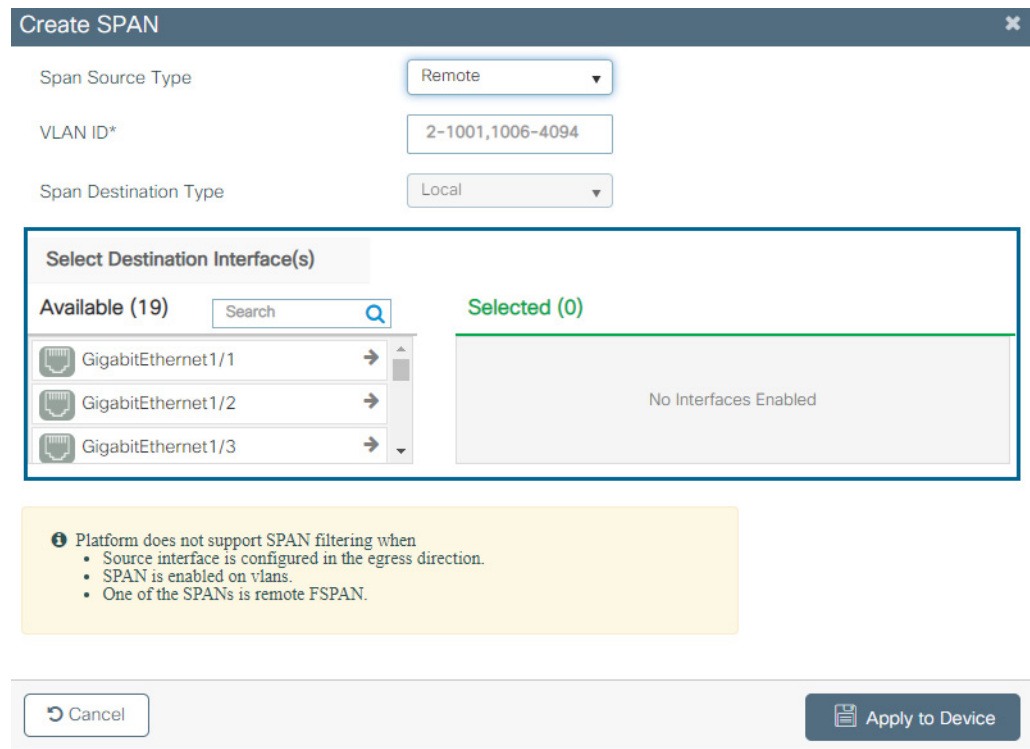 Create SPAN
Span Source Type
Remote
VLAN ID*
2-1001,1006-4094
Span Destination Type
Local
Select Destination Interface(s)
Available (19)
Search
Selected (0)
GigabitEthernet1/1
GigabitEthernet1/2
GigabitEthernet1/3
No Interfaces Enabled
Platform does not support SPAN filtering when
• Source interface is configured in the egress direction.
• SPAN is enabled on vlans.
• One of the SPANs is remote FSPAN.
Cancel
Apply to Device